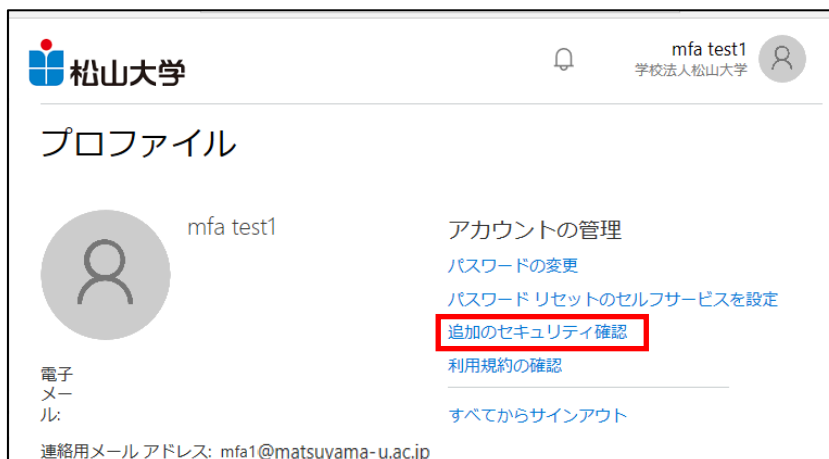 松山大学
mfa test1
学校法人松山大学
プロファイル
mfa test1
アカウントの管理
パスワードの変更
パスワード リセットのセルフサービスを設定
追加のセキュリティ確認
利用規約の確認
すべてからサインアウト
電子
メー
ル:
連絡用メール アドレス: mfa1@matsuyama-u.ac.jp